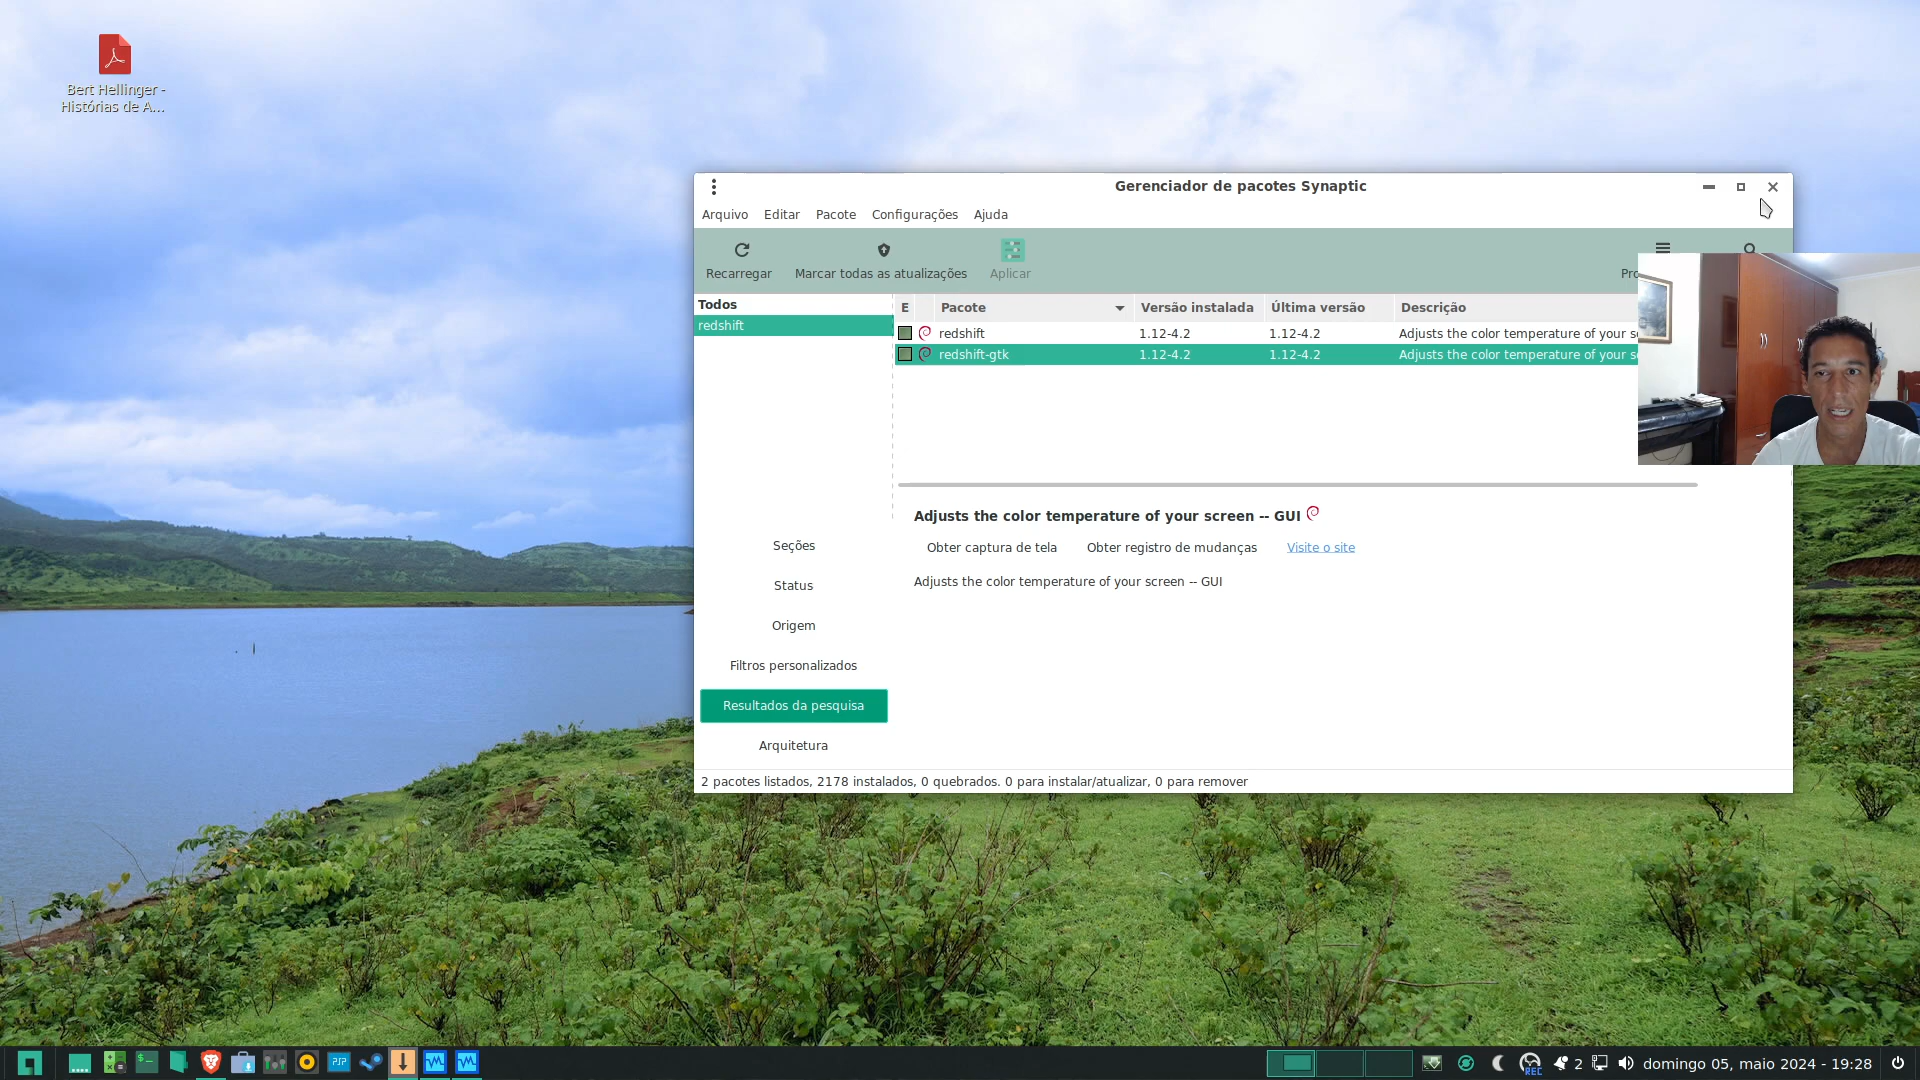 Bert Hellinger -
Histórias de A...
Gerenciador de pacotes Synaptic
Arquivo Editar Pacote Configurações Ajuda
Recarregar Marcar todas as atualizações Aplicar Pro
Todos
redshift
E Pacote Versão instalada Última versão Descrição
redshift 1.12-4.2 1.12-4.2 Adjusts the color temperature of your s
redshift-gtk 1.12-4.2 1.12-4.2 Adjusts the color temperature of your s
Adjusts the color temperature of your screen -- GUI
Obter captura de tela Obter registro de mudanças Visite o site
Adjusts the color temperature of your screen -- GUI
Seções
Status
Origem
Filtros personalizados
Resultados da pesquisa
Arquitetura
2 pacotes listados, 2178 instalados, 0 quebrados. 0 para instalar/atualizar, 0 para remover
PSP
REC
2
domingo 05, maio 2024 - 19:28